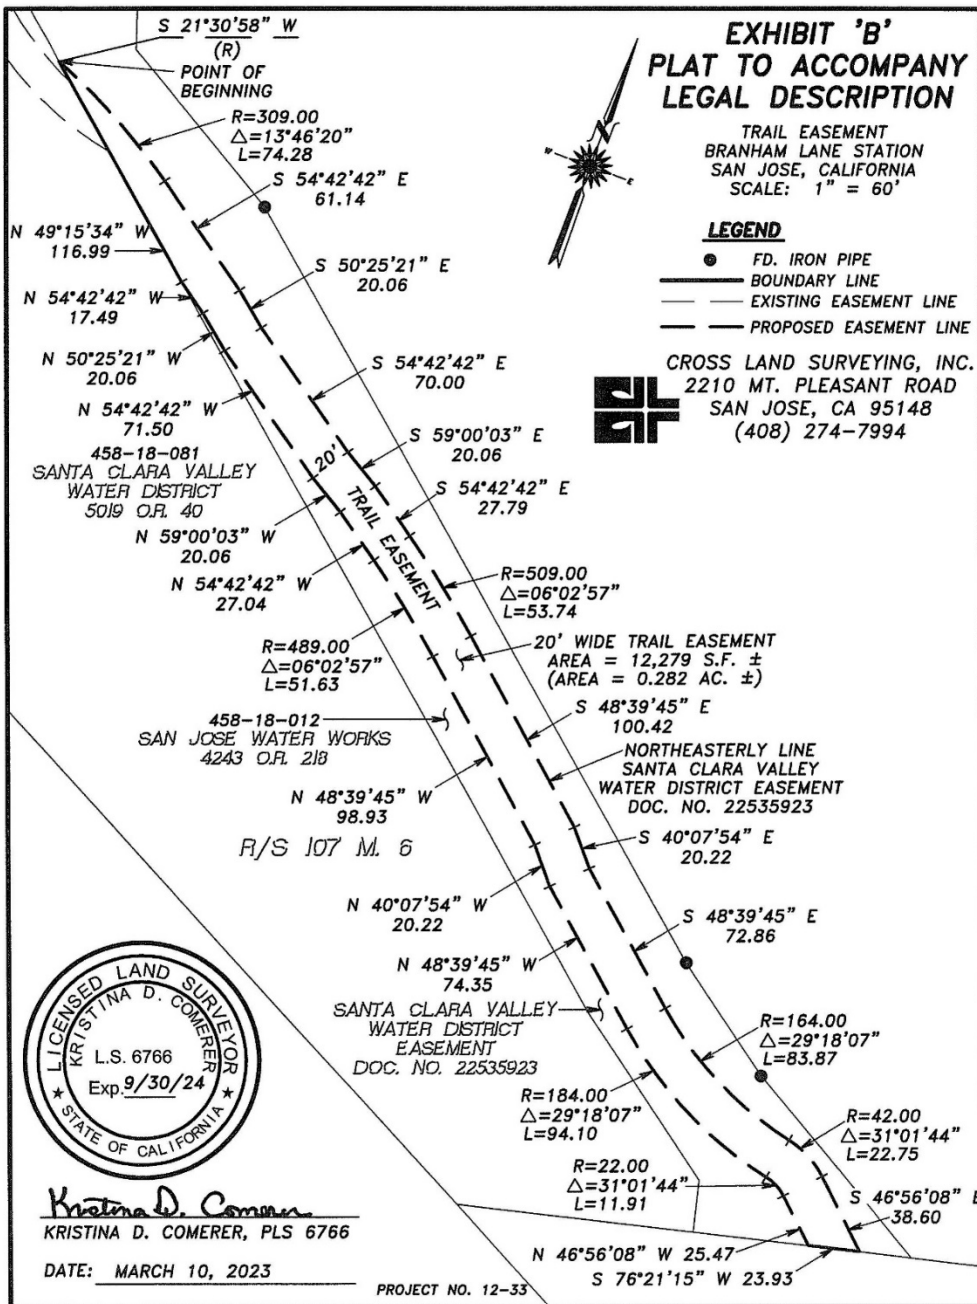 EXHIBIT 'B'
PLAT TO ACCOMPANY
LEGAL DESCRIPTION
TRAIL EASEMENT
BRANHAM LANE STATION
SAN JOSE, CALIFORNIA
SCALE: 1" = 60'
N
W
E
LEGEND
FD. IRON PIPE
BOUNDARY LINE
EXISTING EASEMENT LINE
PROPOSED EASEMENT LINE
CROSS LAND SURVEYING, INC.
2210 MT. PLEASANT ROAD
SAN JOSE, CA 95148
(408) 274-7994
S 21°30'58" W
(R)
POINT OF
BEGINNING
R=309.00
△=13°46'20"
L=74.28
S 54°42'42" E
61.14
N 49°15'34" W
116.99
S 50°25'21" E
20.06
N 54°42'42" W
17.49
N 50°25'21" W
20.06
S 54°42'42" E
70.00
N 54°42'42" W
71.50
S 59°00'03" E
20.06
458-18-081
SANTA CLARA VALLEY
WATER DISTRICT
5019 O.R. 40
20'
TRAIL EASEMENT
S 54°42'42" E
27.79
N 59°00'03" W
20.06
N 54°42'42" W
27.04
R=509.00
△=06°02'57"
L=53.74
R=489.00
△=06°02'57"
L=51.63
20' WIDE TRAIL EASEMENT
AREA = 12,279 S.F. ±
(AREA = 0.282 AC. ±)
458-18-012
SAN JOSE WATER WORKS
4243 O.R. 218
S 48°39'45" E
100.42
NORTHEASTERLY LINE
SANTA CLARA VALLEY
WATER DISTRICT EASEMENT
DOC. NO. 22535923
N 48°39'45" W
98.93
R/S 107 M. 6
S 40°07'54" E
20.22
N 40°07'54" W
20.22
S 48°39'45" E
72.86
N 48°39'45" W
74.35
SANTA CLARA VALLEY
WATER DISTRICT
EASEMENT
DOC. NO. 22535923
R=164.00
△=29°18'07"
L=83.87
R=184.00
△=29°18'07"
L=94.10
R=42.00
△=31°01'44"
L=22.75
R=22.00
△=31°01'44"
L=11.91
S 46°56'08" E
38.60
N 46°56'08" W 25.47
S 76°21'15" W 23.93
LICENSED LAND SURVEYOR
KRISTINA D. COMERER
L.S. 6766
Exp. 9/30/24
★ STATE OF CALIFORNIA ★
Kristina D. Comerer
KRISTINA D. COMERER, PLS 6766
DATE: MARCH 10, 2023
PROJECT NO. 12-33